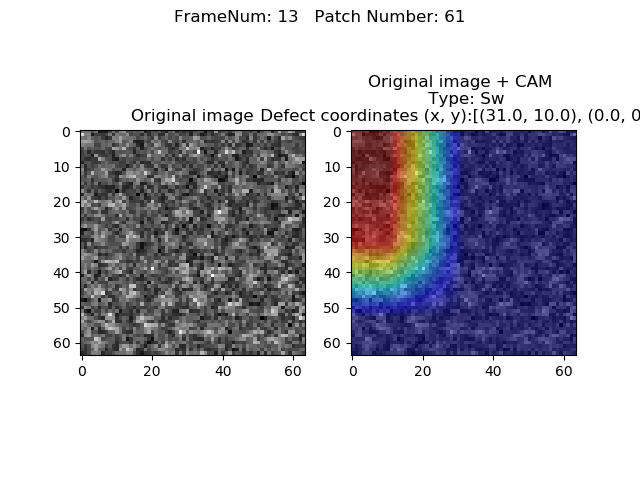 FrameNum: 13   Patch Number: 61
Original image + CAM
Type: Sw
Original image
Defect coordinates (x, y):[(31.0, 10.0), (0.0, 0
0
10
20
30
40
50
60
0 20 40 60
0
10
20
30
40
50
60
0 20 40 60